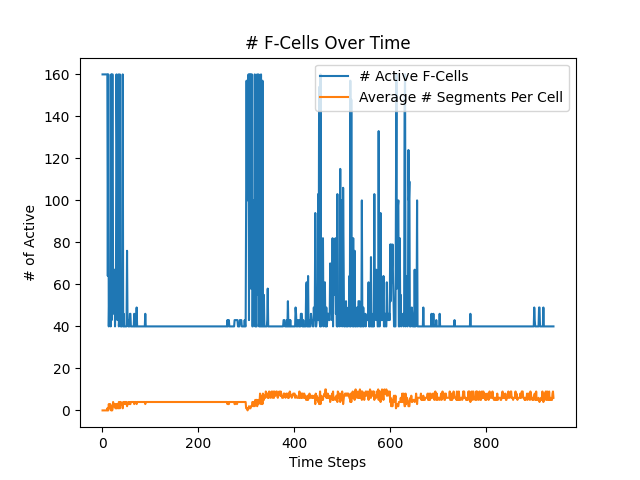 # F-Cells Over Time
# Active F-Cells
Average # Segments Per Cell
160
140
120
100
80
60
40
20
0
# of Active
0 200 400 600 800
Time Steps